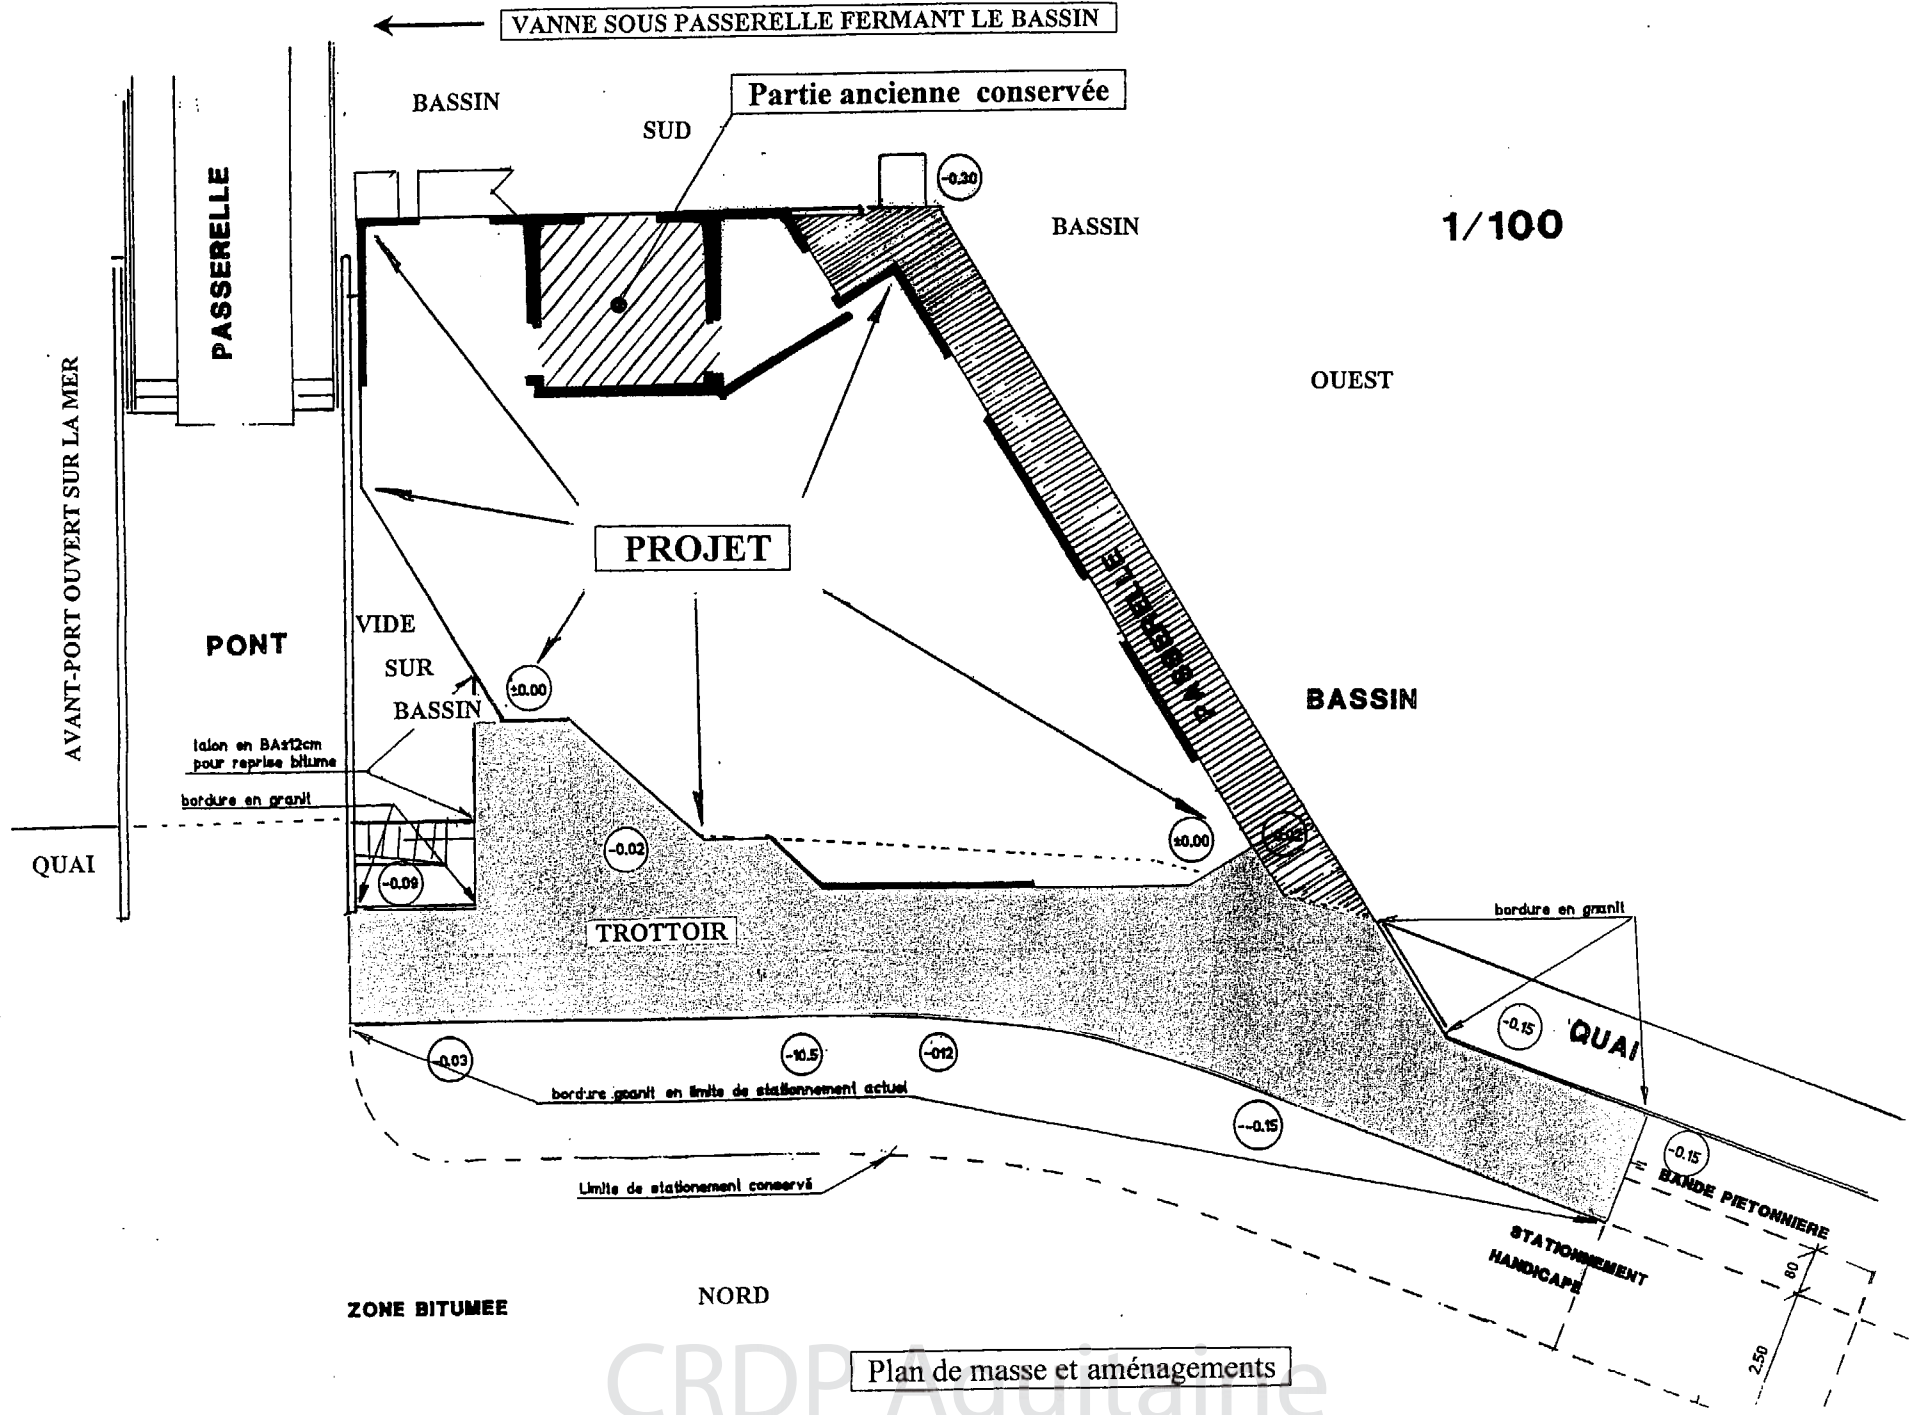 VANNE SOUS PASSERELLE FERMANT LE BASSIN
Partie ancienne conservée
BASSIN
SUD
-0.30
BASSIN
1/100
PASSERELLE
OUEST
AVANT-PORT OUVERT SUR LA MER
PROJET
PASSERELLE
VIDE
SUR
BASSIN
PONT
±0.00
BASSIN
talon en BA±12cm
pour reprise bitume
bordure en granit
QUAI
-0.02
±0.00
-0.09
TROTTOIR
bordure en granit
-0.15
QUAI
-0.03
-10.5
-012
bordure granit en limite de stationnement actuel
--0.15
-0.15
BANDE PIETONNIERE
Limite de stationement conservé
STATIONNEMENT
HANDICAPE
80
2.50
NORD
ZONE BITUMEE
Plan de masse et aménagements
CRDP Aquitaine